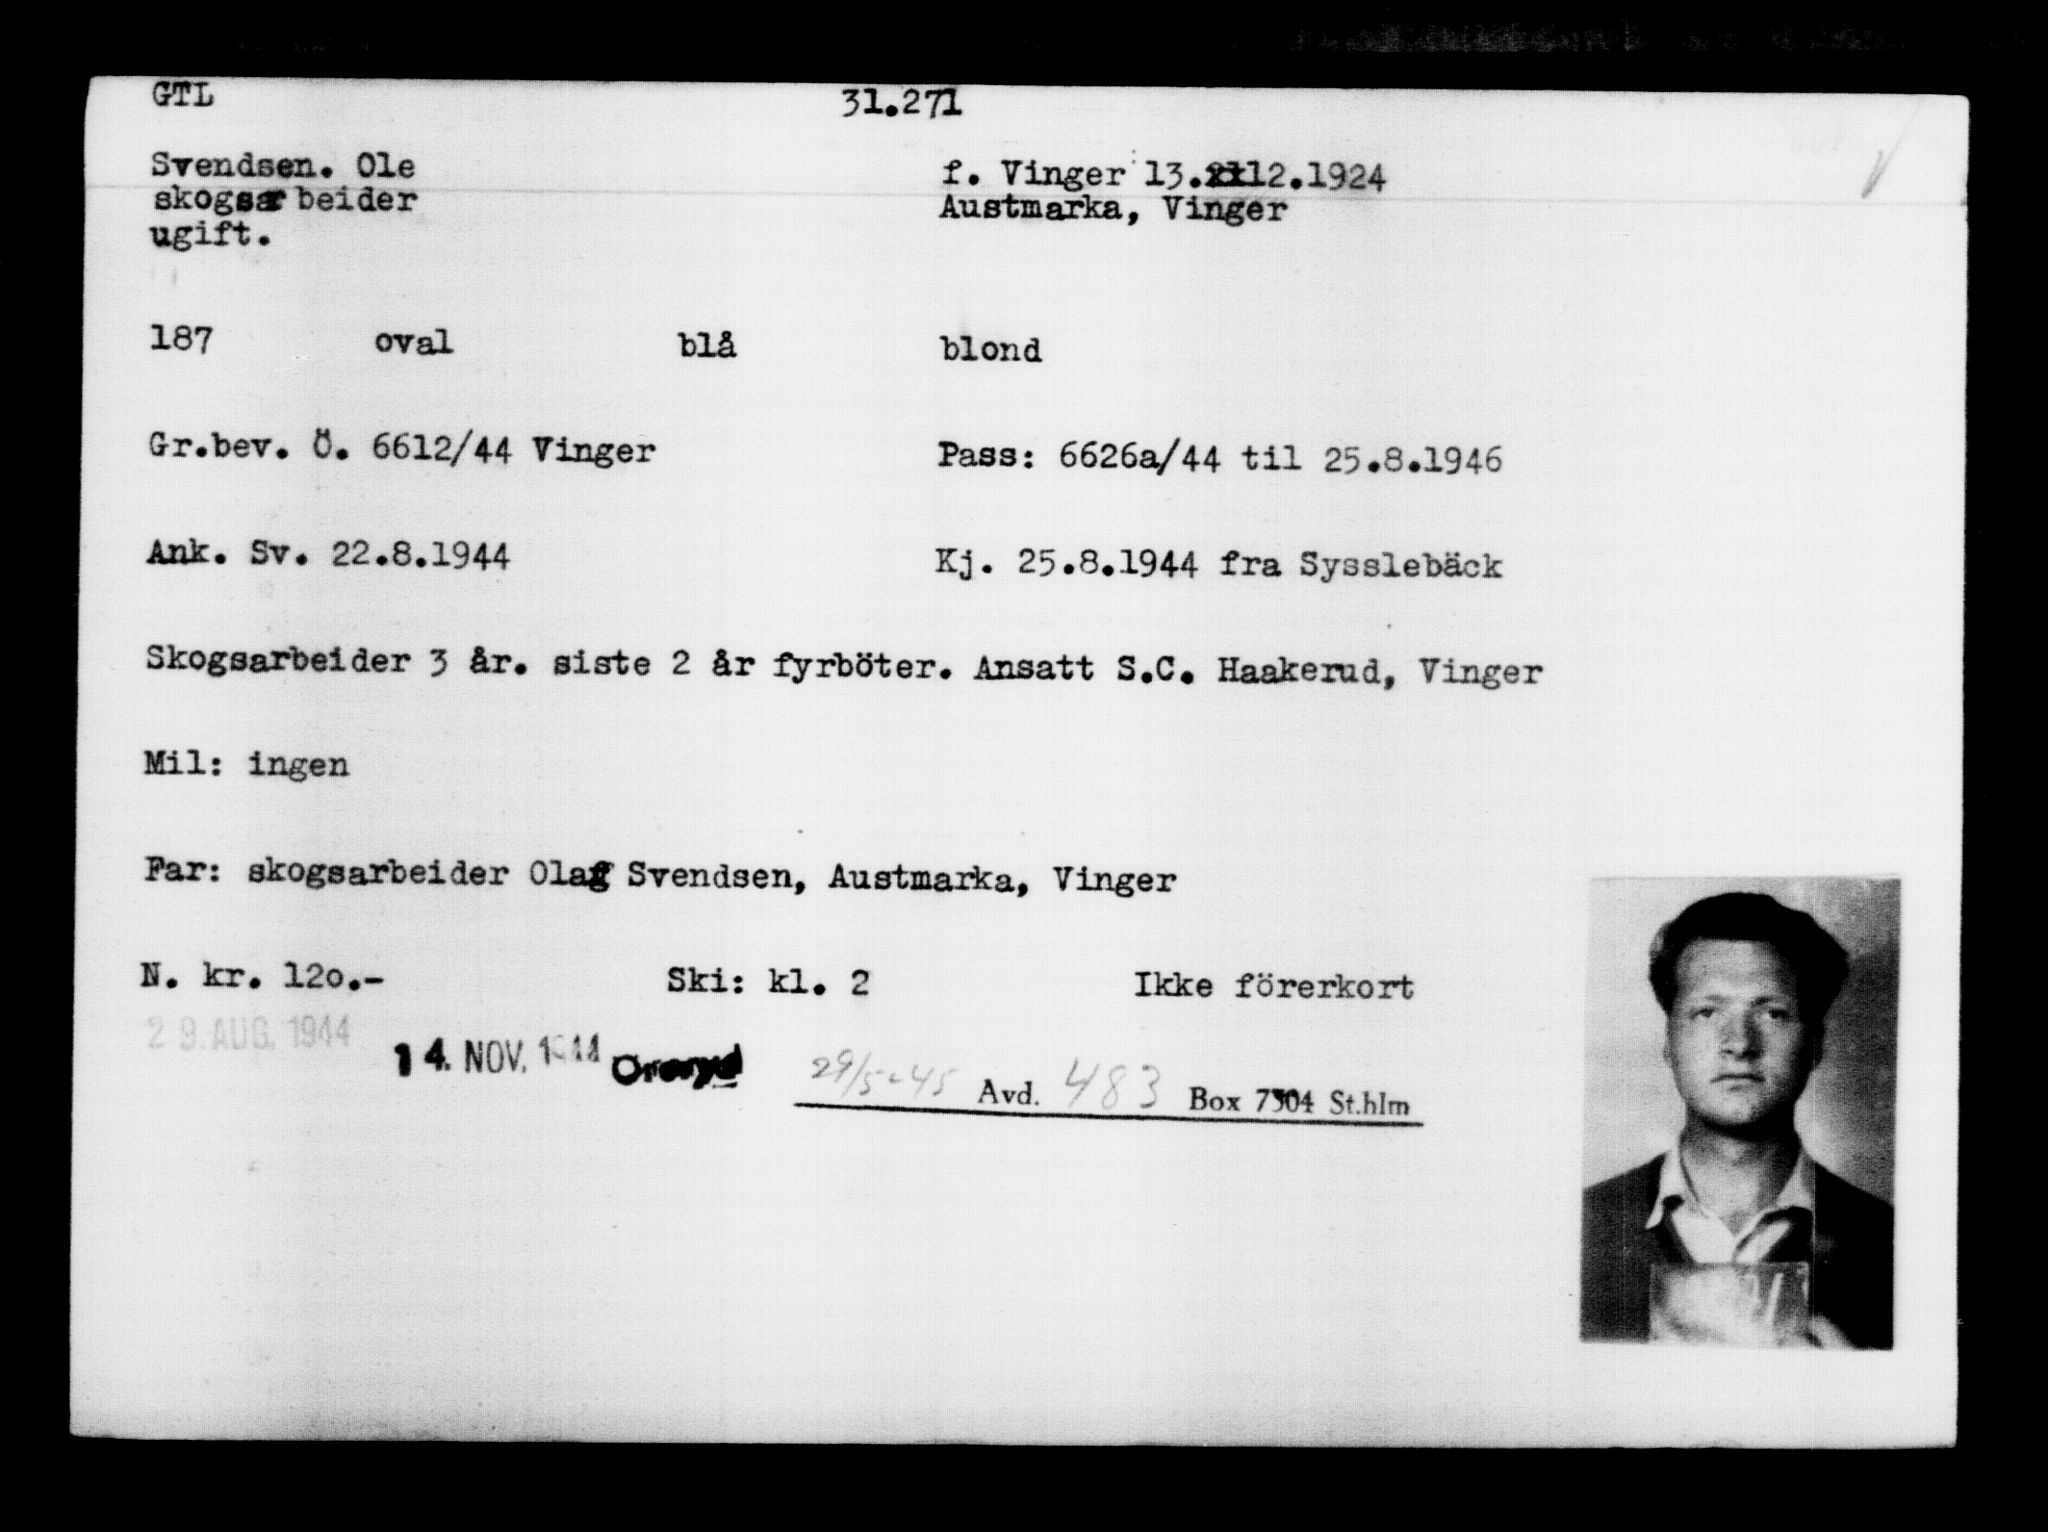 GTL 31.271
Svendsen. Ole f. Vinger 13.12.1924
skogsarbeider Austmarka, Vinger
ugift.
187 oval blå blond
Gr.bev. Ö. 6612/44 Vinger Pass: 6626a/44 til 25.8.1946
Ank. Sv. 22.8.1944 Kj. 25.8.1944 fra Sysslebäck
Skogsarbeider 3 år. siste 2 år fyrböter. Ansatt S.C. Haakerud, Vinger
Mil: ingen
Far: skogsarbeider Olaf Svendsen, Austmarka, Vinger
N. kr. 12o.- Ski: kl. 2 Ikke förerkort
29. AUG. 1944
14. NOV. 1944 Öreryd 29/5-45 Avd. 483 Box 7304 St.hlm